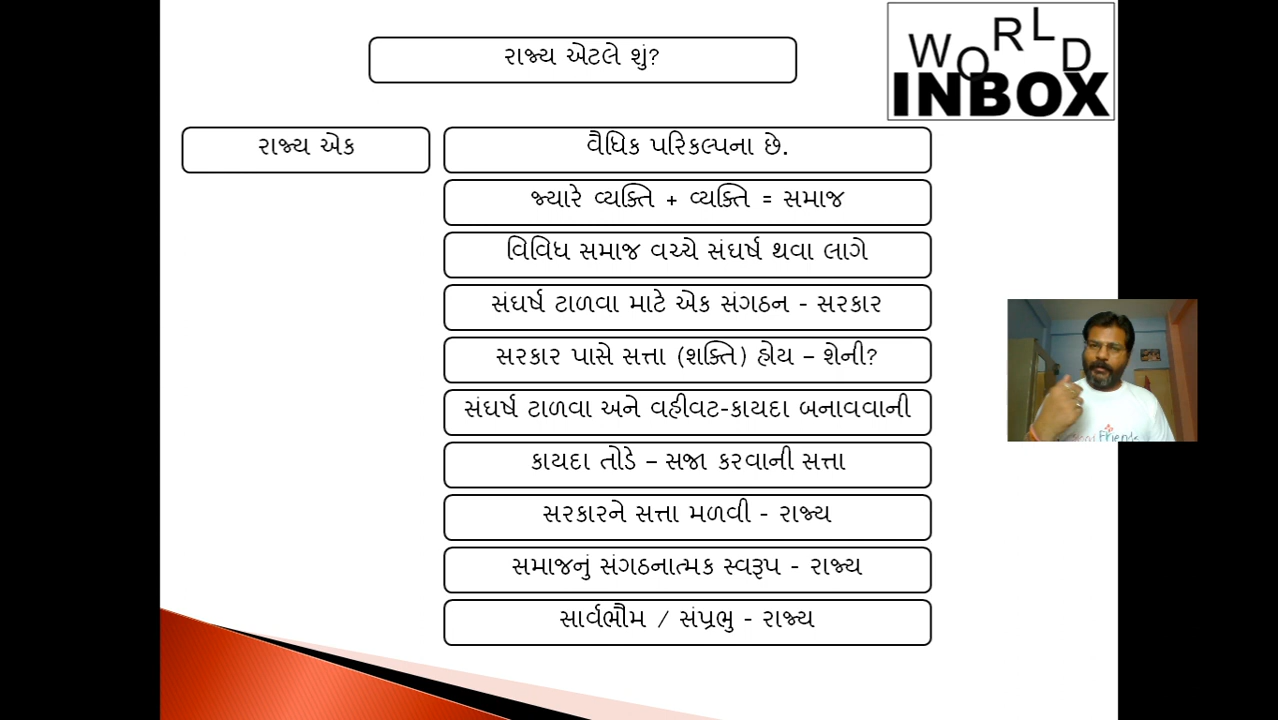 રાજ્ય એટલે શું?
WORLD
INBOX
રાજ્ય એક
વૈધિક પરિકલ્પના છે.
જ્યારે વ્યક્તિ + વ્યક્તિ = સમાજ
વિવિધ સમાજ વચ્ચે સંઘર્ષ થવા લાગે
સંઘર્ષ ટાળવા માટે એક સંગઠન - સરકાર
સરકાર પાસે સત્તા (શક્તિ) હોય – શેની?
સંઘર્ષ ટાળવા અને વહીવટ-કાયદા બનાવવાની
કાયદા તોડે – સજા કરવાની સત્તા
સરકારને સત્તા મળવી - રાજ્ય
સમાજનું સંગઠનાત્મક સ્વરૂપ - રાજ્ય
સાર્વભૌમ / સંપ્રભુ - રાજ્ય
Friends